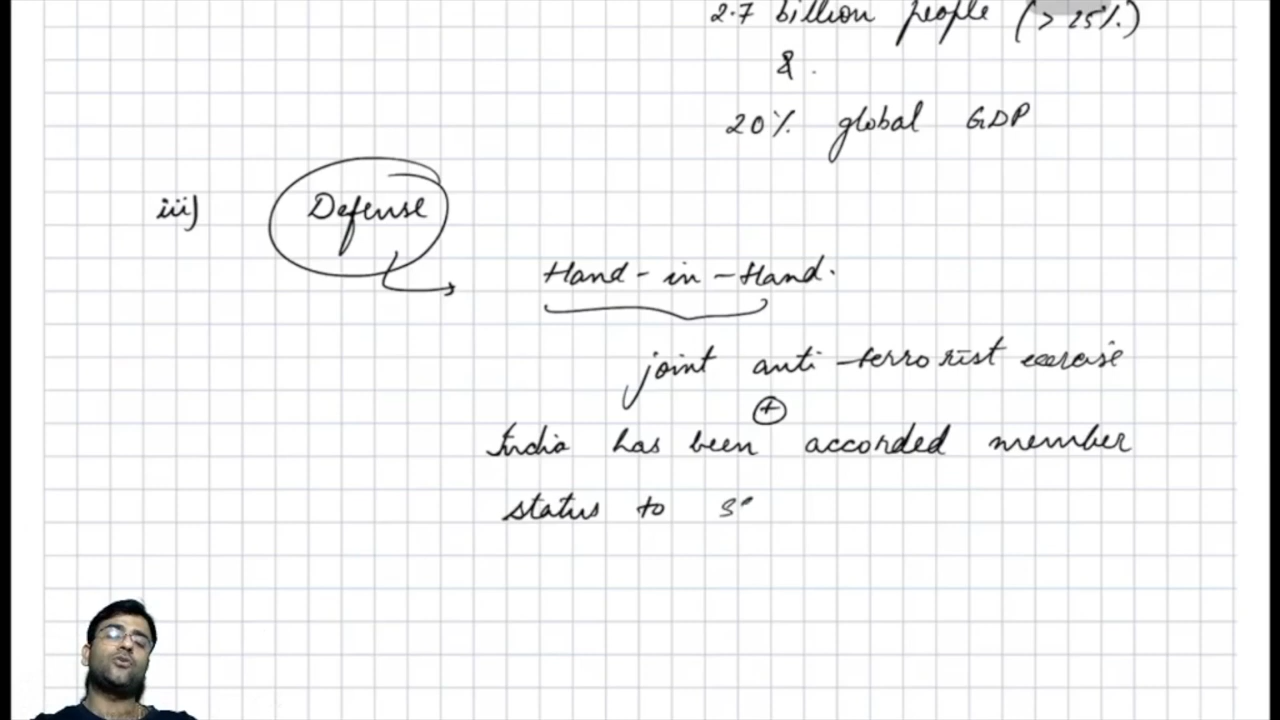 2.7 billion people (> 25%)
&
20% global GDP
iii) Defense
Hand-in-Hand.
joint anti-terrorist exercise
+
India has been accorded member
status to